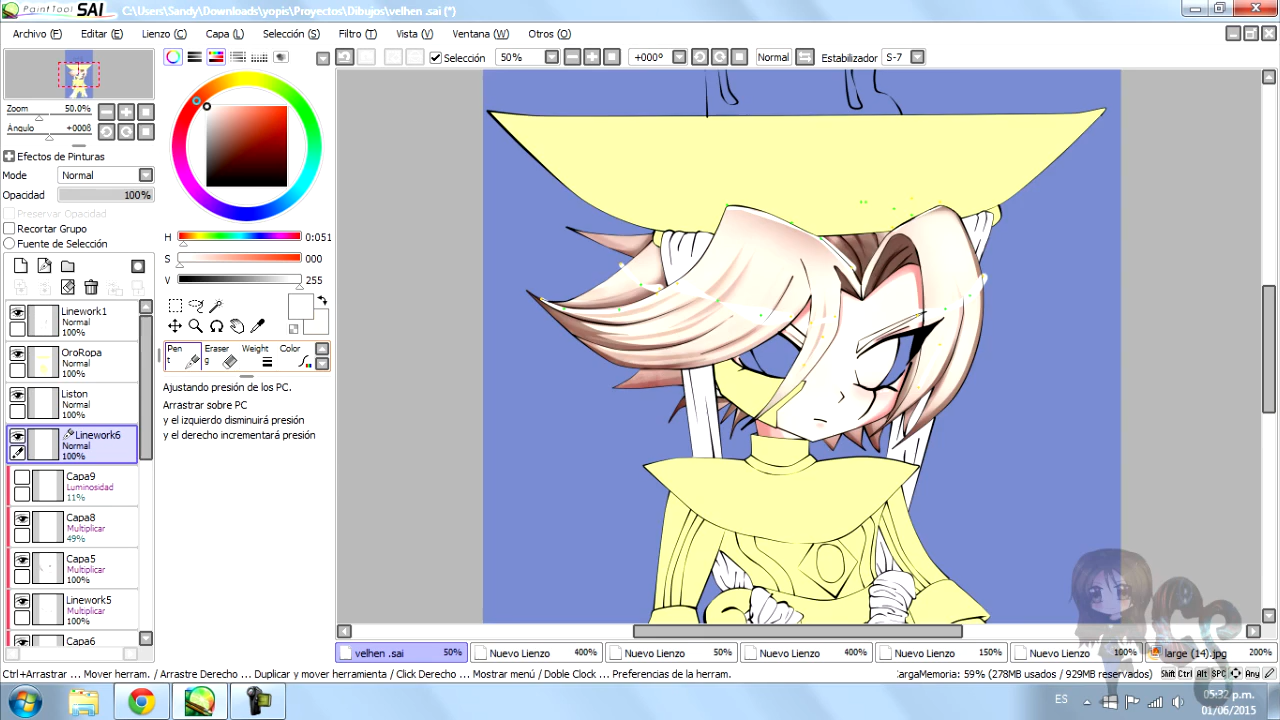 PaintTool SAI C:\Users\Sandy\Downloads\yopis\Proyectos\Dibujos\velhen .sai (*)
Archivo (F) Editar (E) Lienzo (C) Capa (L) Selección (S) Filtro (T) Vista (V) Ventana (W) Otros (O)
Selección 50% +000º Normal Estabilizador S-7
Zoom 50.0%
Ángulo +000ß
Efectos de Pinturas
Mode Normal
Opacidad 100%
Preservar Opacidad
Recortar Grupo
Fuente de Selección
H 0:051
S 000
V 255
Linework1
Normal
100%
OroRopa
Normal
100%
Liston
Normal
100%
Linework6
Normal
100%
Capa9
Luminosidad
11%
Capa8
Multiplicar
49%
Capa5
Multiplicar
100%
Linework5
Multiplicar
100%
Capa6
Pen Eraser Weight Color
t g
Ajustando presión de los PC.
Arrastrar sobre PC
y el izquierdo disminuirá presión
y el derecho incrementará presión
velhen .sai 50% Nuevo Lienzo 400% Nuevo Lienzo 50% Nuevo Lienzo 400% Nuevo Lienzo 150% Nuevo Lienzo 100% large (14).jpg 200%
Ctrl+Arrastrar ... Mover herram. / Arrastre Derecho ... Duplicar y mover herramienta / Click Derecho ... Mostrar menú / Doble Clock ... Preferencias de la herram.
argaMemoria: 59% (278MB usados / 929MB reservados) Shift Ctrl Alt SPC Any
ES 05:32 p.m.
01/06/2015